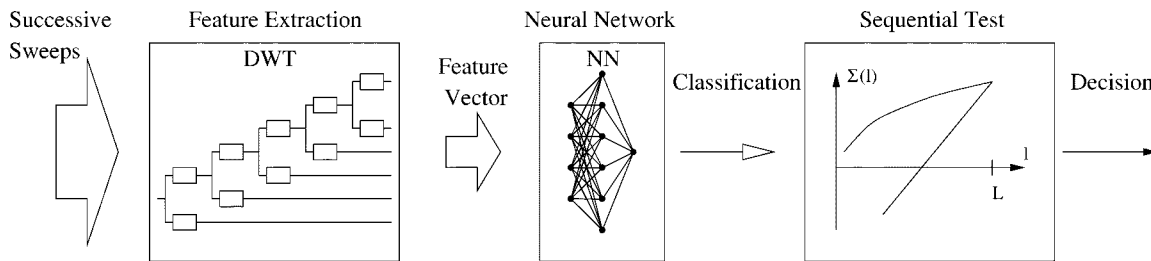 Successive
Sweeps
Feature Extraction
DWT
Feature
Vector
Neural Network
NN
Classification
Sequential Test
Σ(l)
l
L
Decision